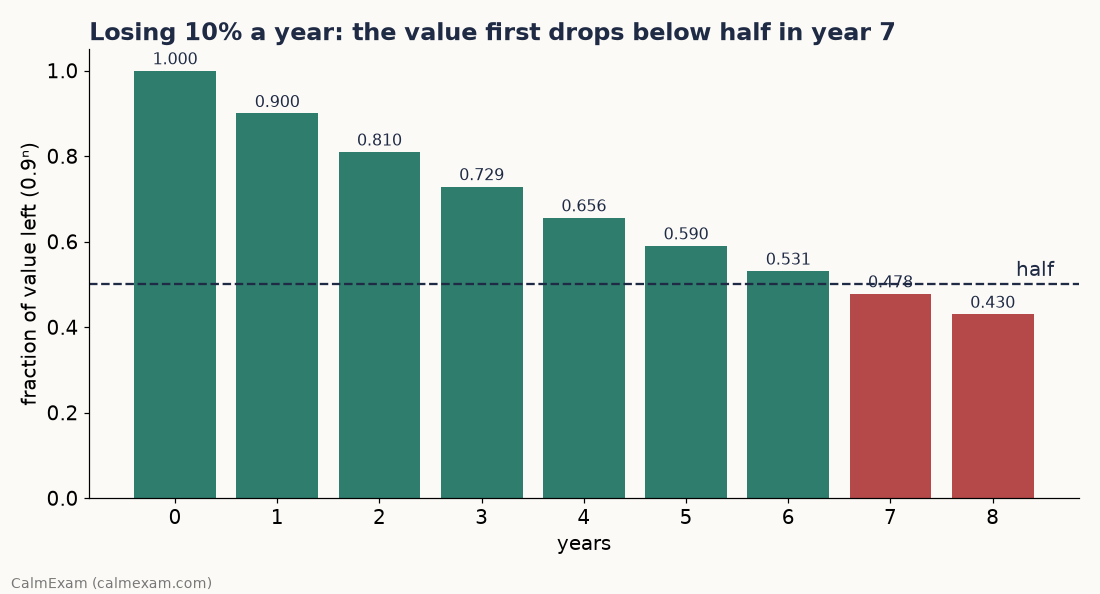 Losing 10% a year: the value first drops below half in year 7
fraction of value left (0.9ⁿ)
1.0
0.8
0.6
0.4
0.2
0.0
1.000
0.900
0.810
0.729
0.656
0.590
0.531
0.478
0.430
half
0 1 2 3 4 5 6 7 8
years
CalmExam (calmexam.com)